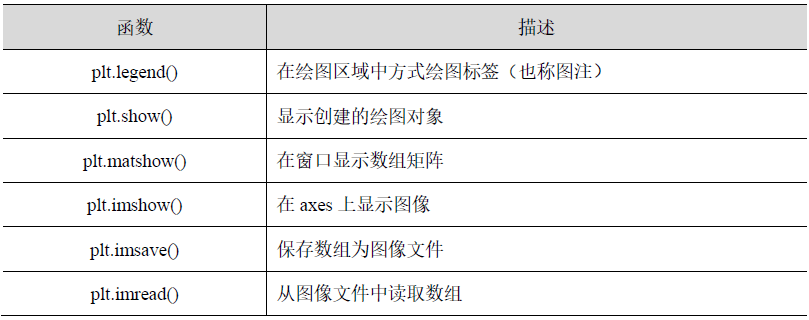 函数 描述
plt.legend() 在绘图区域中方式绘图标签（也称图注）
plt.show() 显示创建的绘图对象
plt.matshow() 在窗口显示数组矩阵
plt.imshow() 在 axes 上显示图像
plt.imsave() 保存数组为图像文件
plt.imread() 从图像文件中读取数组